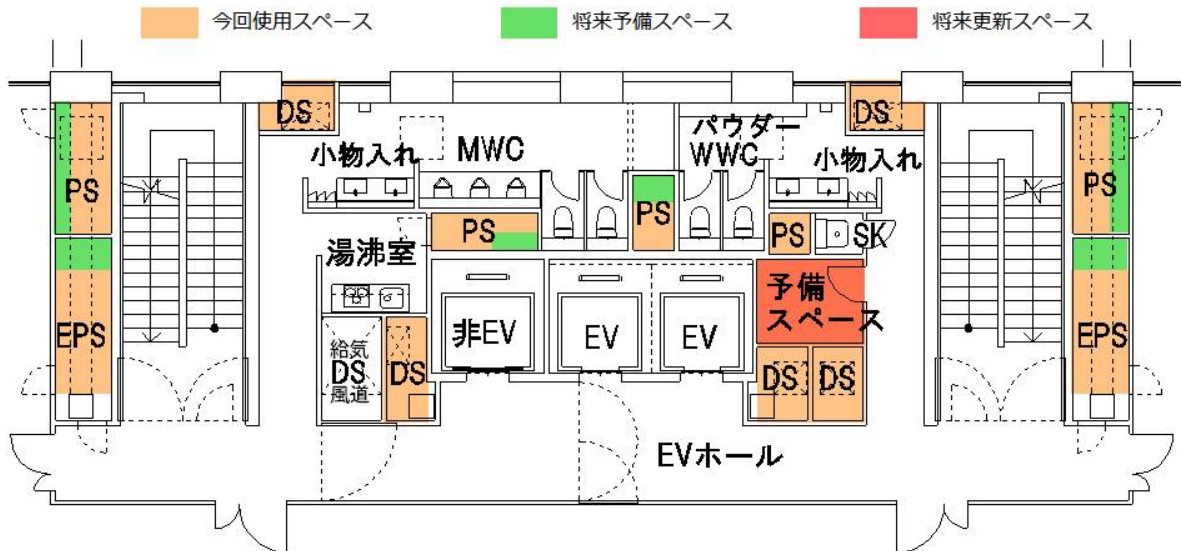 今回使用スペース
将来予備スペース
将来更新スペース
DS
DS
小物入れ
MWC
パウダー
WWC
小物入れ
PS
PS
PS
PS
PS
SK
湯沸室
予備
スペース
EPS
給気
DS
風道
DS
非EV
EV
EV
DS
DS
EPS
EVホール